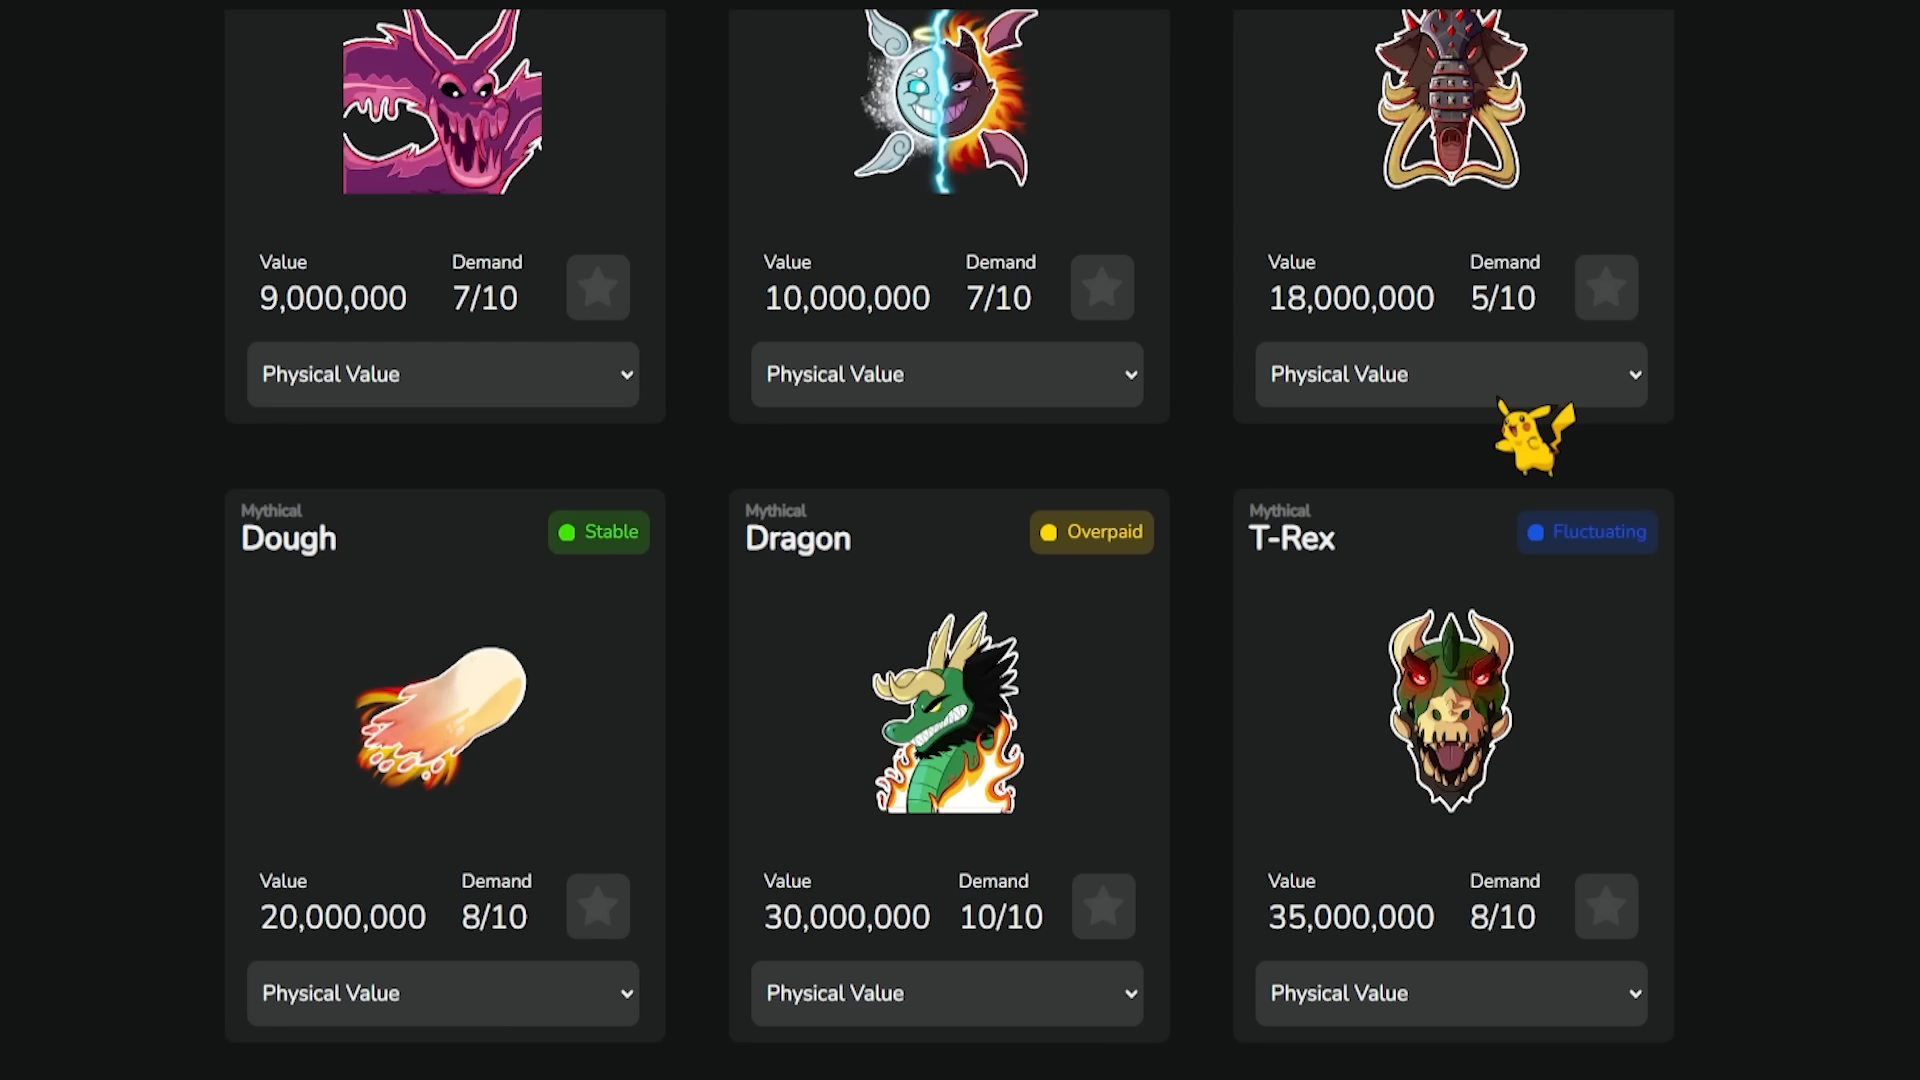 Value Demand
9,000,000 7/10
Physical Value
Value Demand
10,000,000 7/10
Physical Value
Value Demand
18,000,000 5/10
Physical Value
Mythical
Dough
Stable
Value Demand
20,000,000 8/10
Physical Value
Mythical
Dragon
Overpaid
Value Demand
30,000,000 10/10
Physical Value
Mythical
T-Rex
Fluctuating
Value Demand
35,000,000 8/10
Physical Value